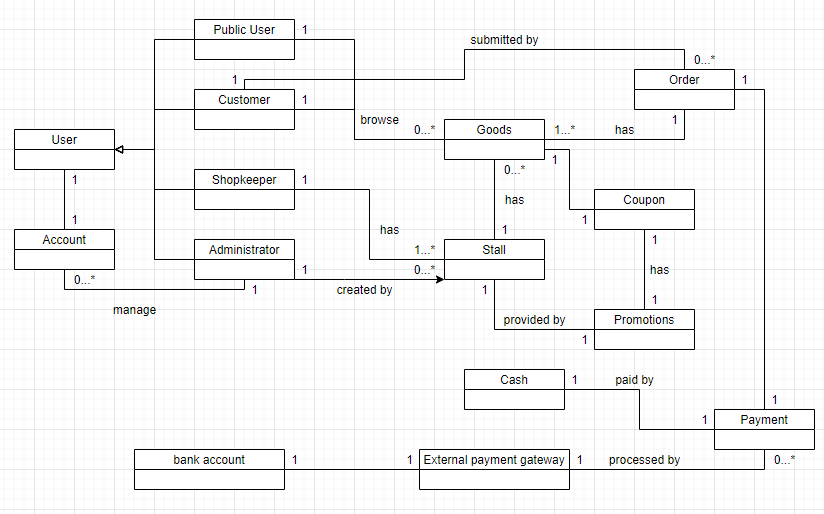 Public User
1
submitted by
0...*
1
Order
1
Customer
1
browse
0...*
Goods
1...*
has
1
User
1
0...*
Shopkeeper
1
1
has
Coupon
1
1
Account
has
1...*
1
1
has
Administrator
1
0...*
Stall
0...*
1
created by
1
1
manage
provided by
Promotions
1
Cash
1
paid by
1
1
Payment
bank account
1
1
External payment gateway
1
processed by
0...*